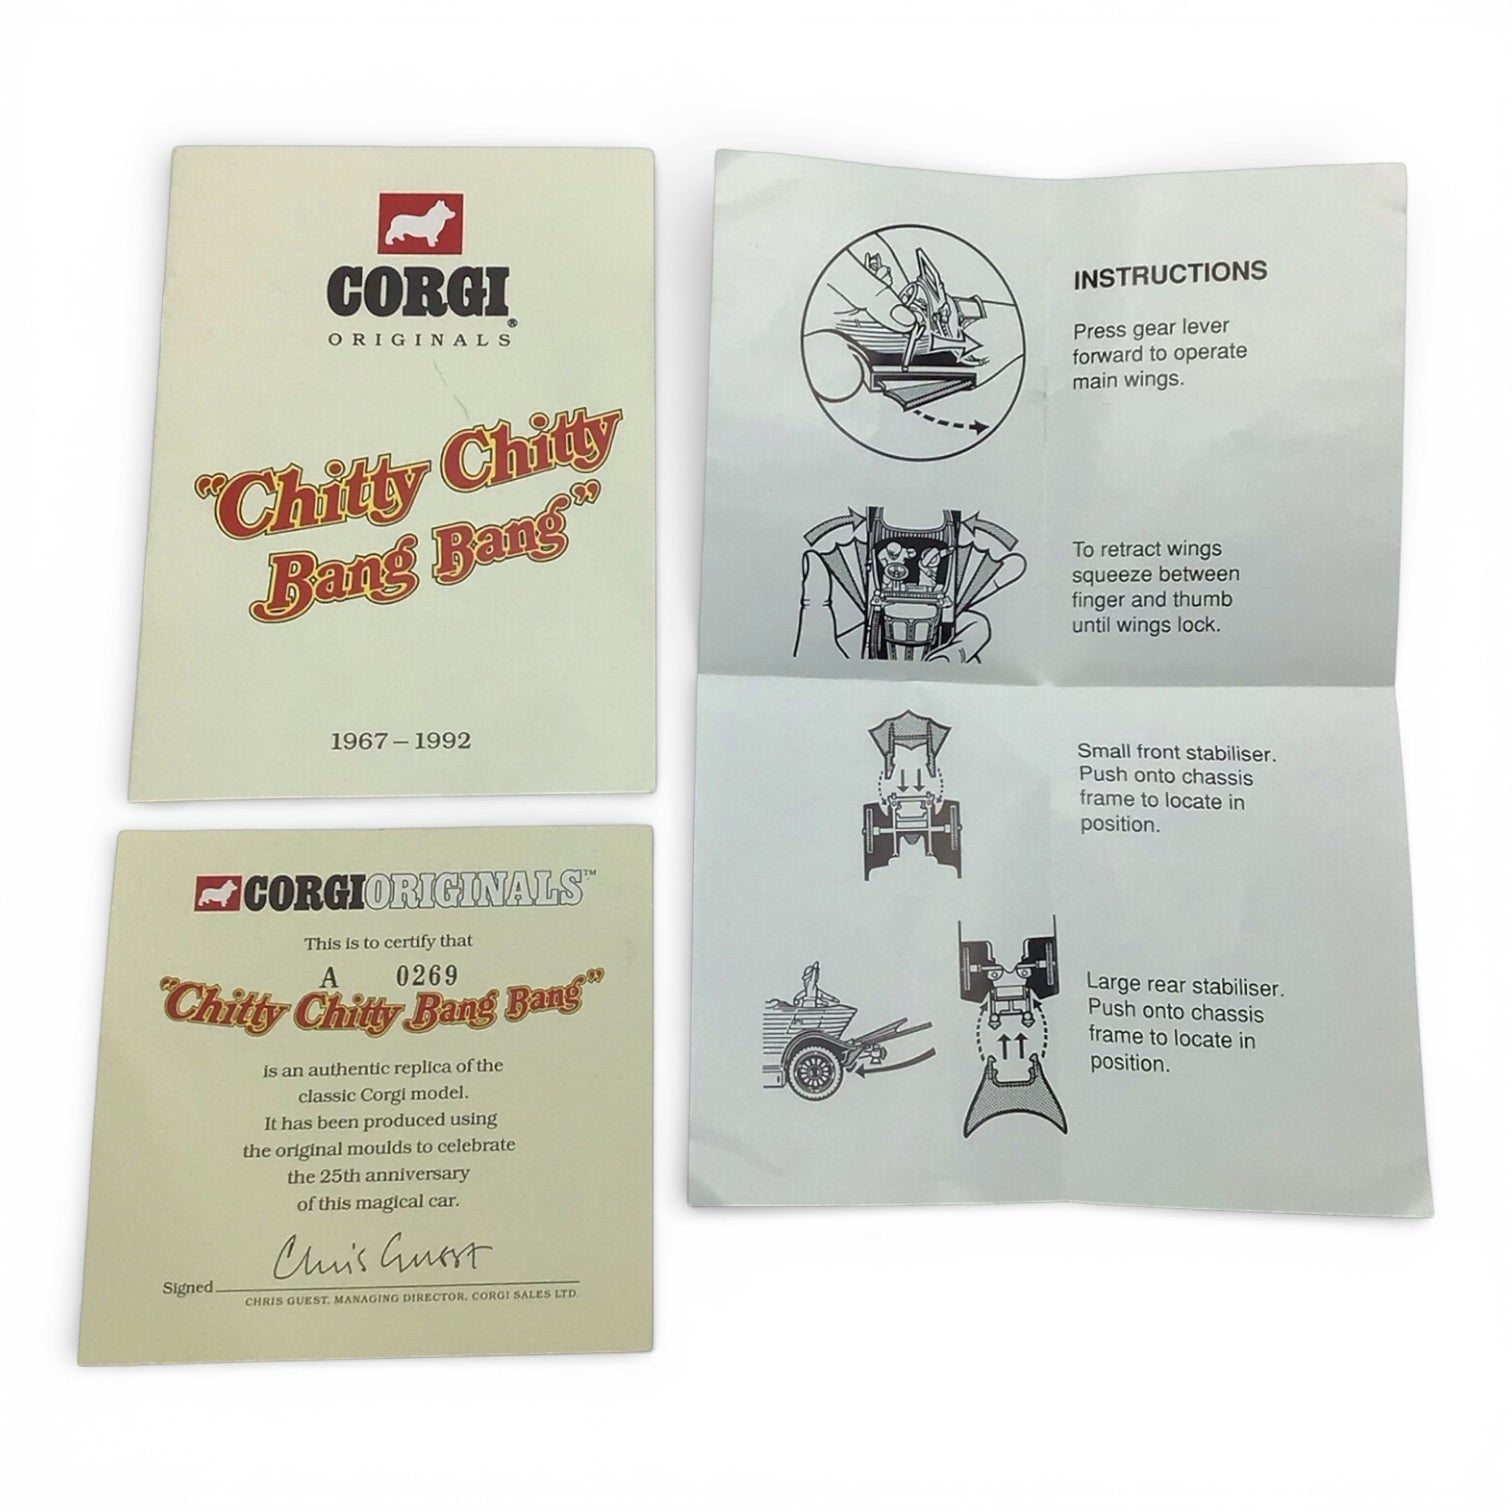 CORGI
ORIGINALS®
"Chitty Chitty
Bang Bang"
1967 – 1992
CORGI ORIGINALS™
This is to certify that
A 0269
"Chitty Chitty Bang Bang"
is an authentic replica of the
classic Corgi model.
It has been produced using
the original moulds to celebrate
the 25th anniversary
of this magical car.
Chris Guest
Signed
CHRIS GUEST. MANAGING DIRECTOR. CORGI SALES LTD.
INSTRUCTIONS
Press gear lever
forward to operate
main wings.
To retract wings
squeeze between
finger and thumb
until wings lock.
Small front stabiliser.
Push onto chassis
frame to locate in
position.
Large rear stabiliser.
Push onto chassis
frame to locate in
position.